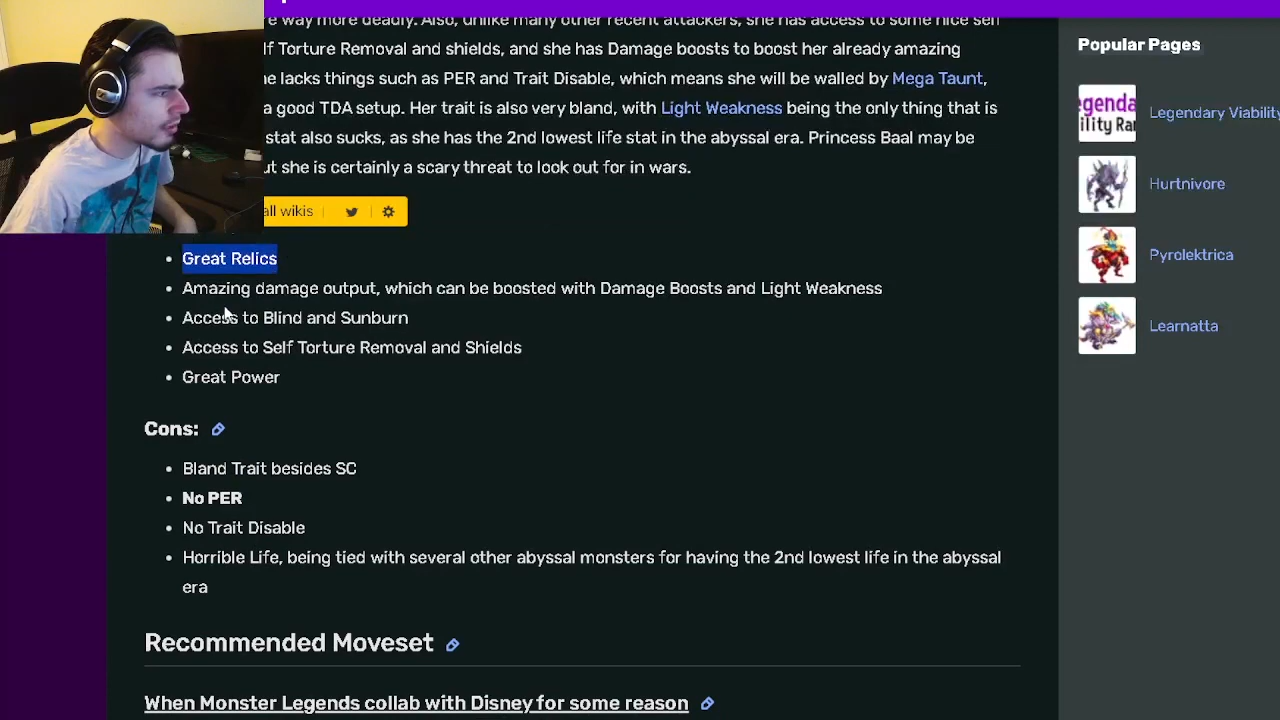 re way more deadly. Also, unlike many other recent attackers, she has access to some nice self
lf Torture Removal and shields, and she has Damage boosts to boost her already amazing
Popular Pages
e lacks things such as PER and Trait Disable, which means she will be walled by Mega Taunt,
a good TDA setup. Her trait is also very bland, with Light Weakness being the only thing that is
stat also sucks, as she has the 2nd lowest life stat in the abyssal era. Princess Baal may be
ut she is certainly a scary threat to look out for in wars.
all wikis
Great Relics
Amazing damage output, which can be boosted with Damage Boosts and Light Weakness
Access to Blind and Sunburn
Access to Self Torture Removal and Shields
Great Power
Cons:
Bland Trait besides SC
No PER
No Trait Disable
Horrible Life, being tied with several other abyssal monsters for having the 2nd lowest life in the abyssal
era
Recommended Moveset
When Monster Legends collab with Disney for some reason
egenda
ility Ran
Legendary Viability
Hurtnivore
Pyrolektrica
Learnatta